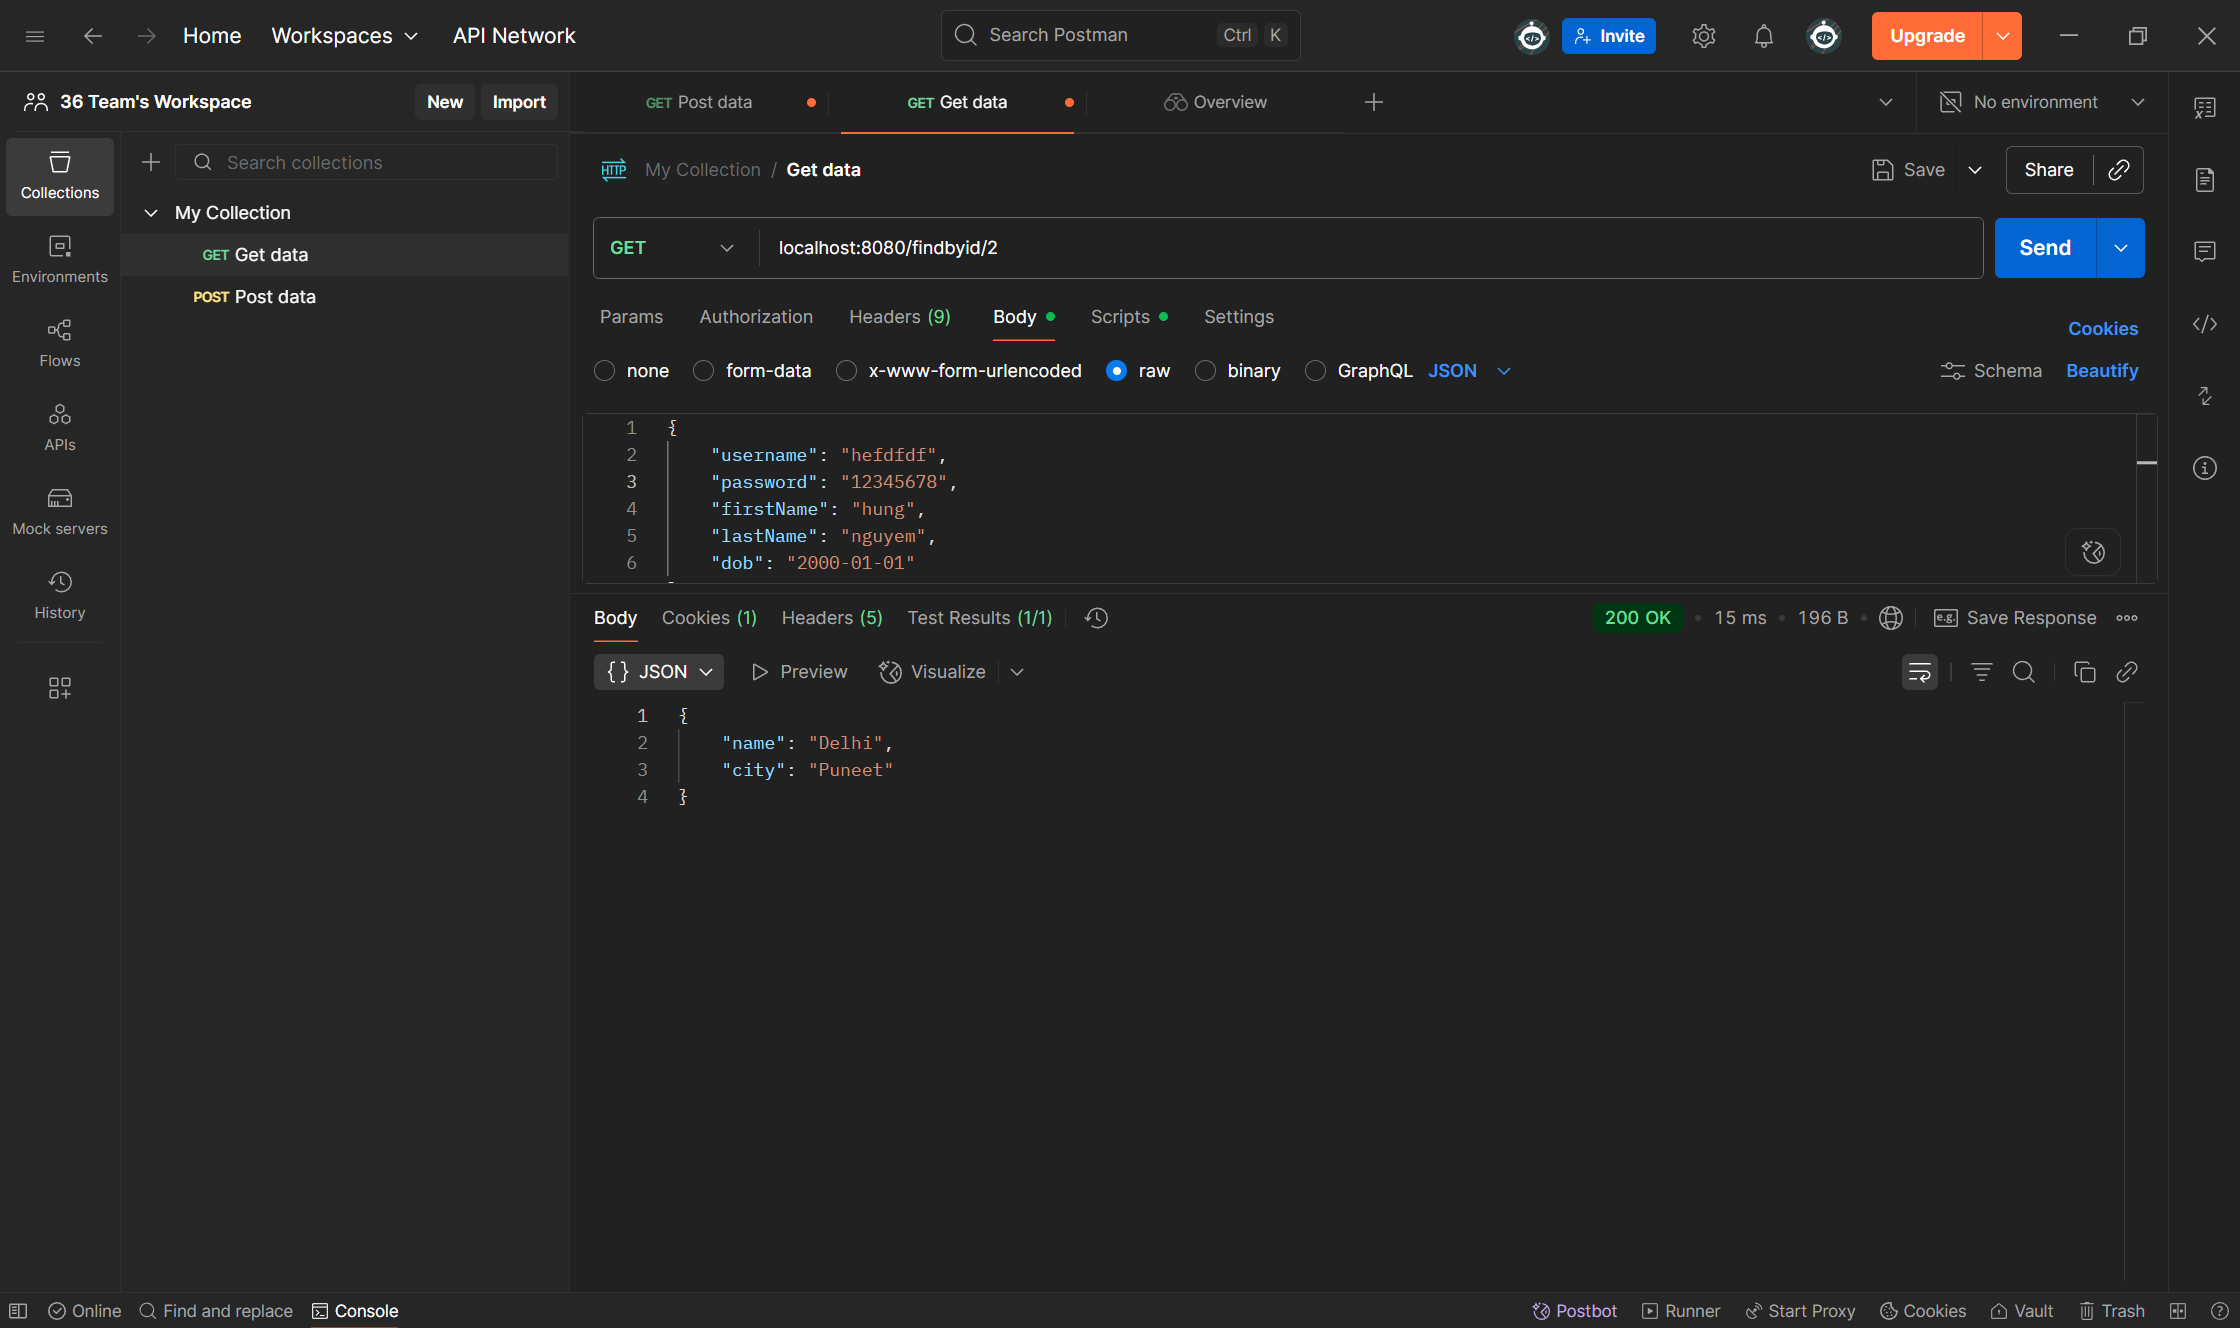 Home Workspaces API Network Search Postman Ctrl K Invite Upgrade
36 Team's Workspace New Import GET Post data GET Get data Overview No environment
Collections
Search collections
My Collection / Get data Save Share
My Collection
GET Get data
POST Post data
Environments
Flows
APIs
Mock servers
History
HTTP
GET localhost:8080/findbyid/2 Send
Params Authorization Headers (9) Body Scripts Settings Cookies
none form-data x-www-form-urlencoded raw binary GraphQL JSON Schema Beautify
1 {
2 "username": "hefdfdf",
3 "password": "12345678",
4 "firstName": "hung",
5 "lastName": "nguyem",
6 "dob": "2000-01-01"
Body Cookies (1) Headers (5) Test Results (1/1) 200 OK • 15 ms • 196 B • e.g. Save Response
{} JSON Preview Visualize
1 {
2 "name": "Delhi",
3 "city": "Puneet"
4 }
Online Find and replace Console Postbot Runner Start Proxy Cookies Vault Trash